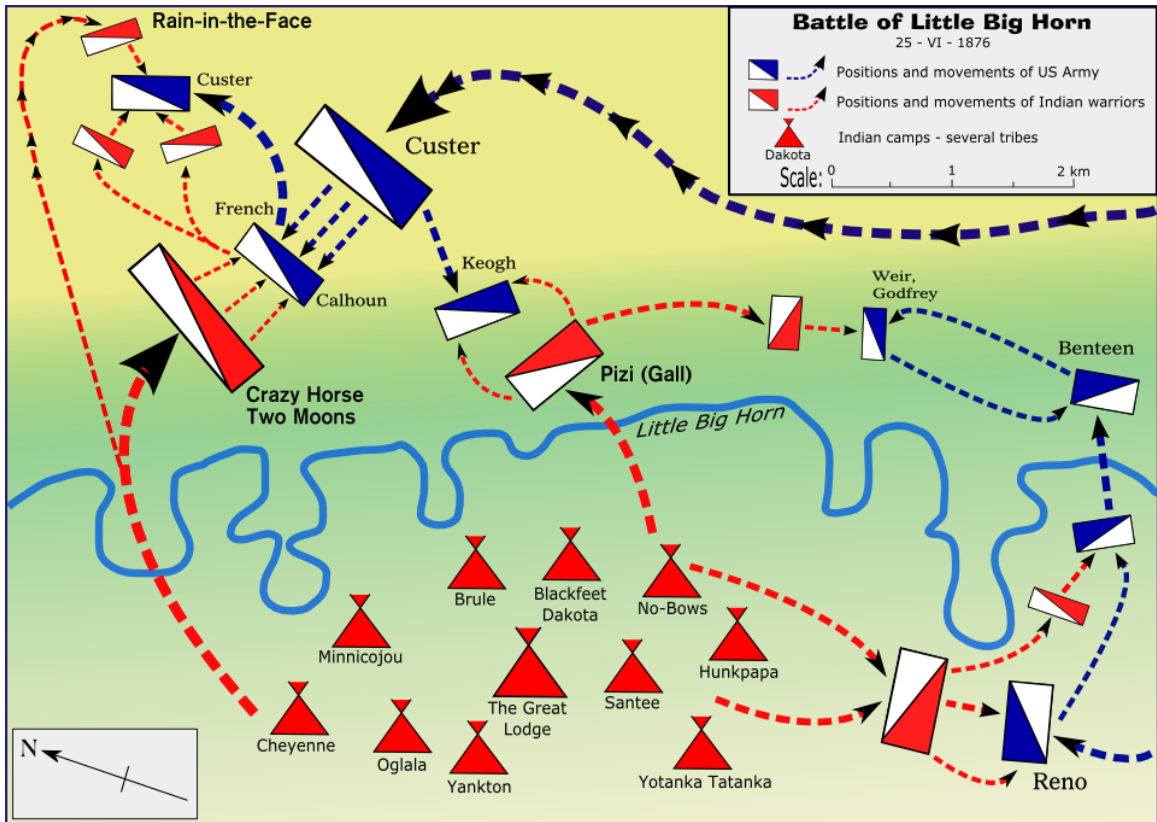 Battle of Little Big Horn
25 - VI - 1876
Positions and movements of US Army
Positions and movements of Indian warriors
Dakota
Indian camps - several tribes
Scale:
0
1
2 km
Rain-in-the-Face
Custer
Custer
French
Calhoun
Keogh
Weir,
Godfrey
Benteen
Pizi (Gall)
Crazy Horse
Two Moons
Little Big Horn
Brule
Blackfeet
Dakota
No-Bows
Minnicojou
Hunkpapa
The Great
Lodge
Santee
Cheyenne
Oglala
Yankton
Yotanka Tatanka
Reno
N